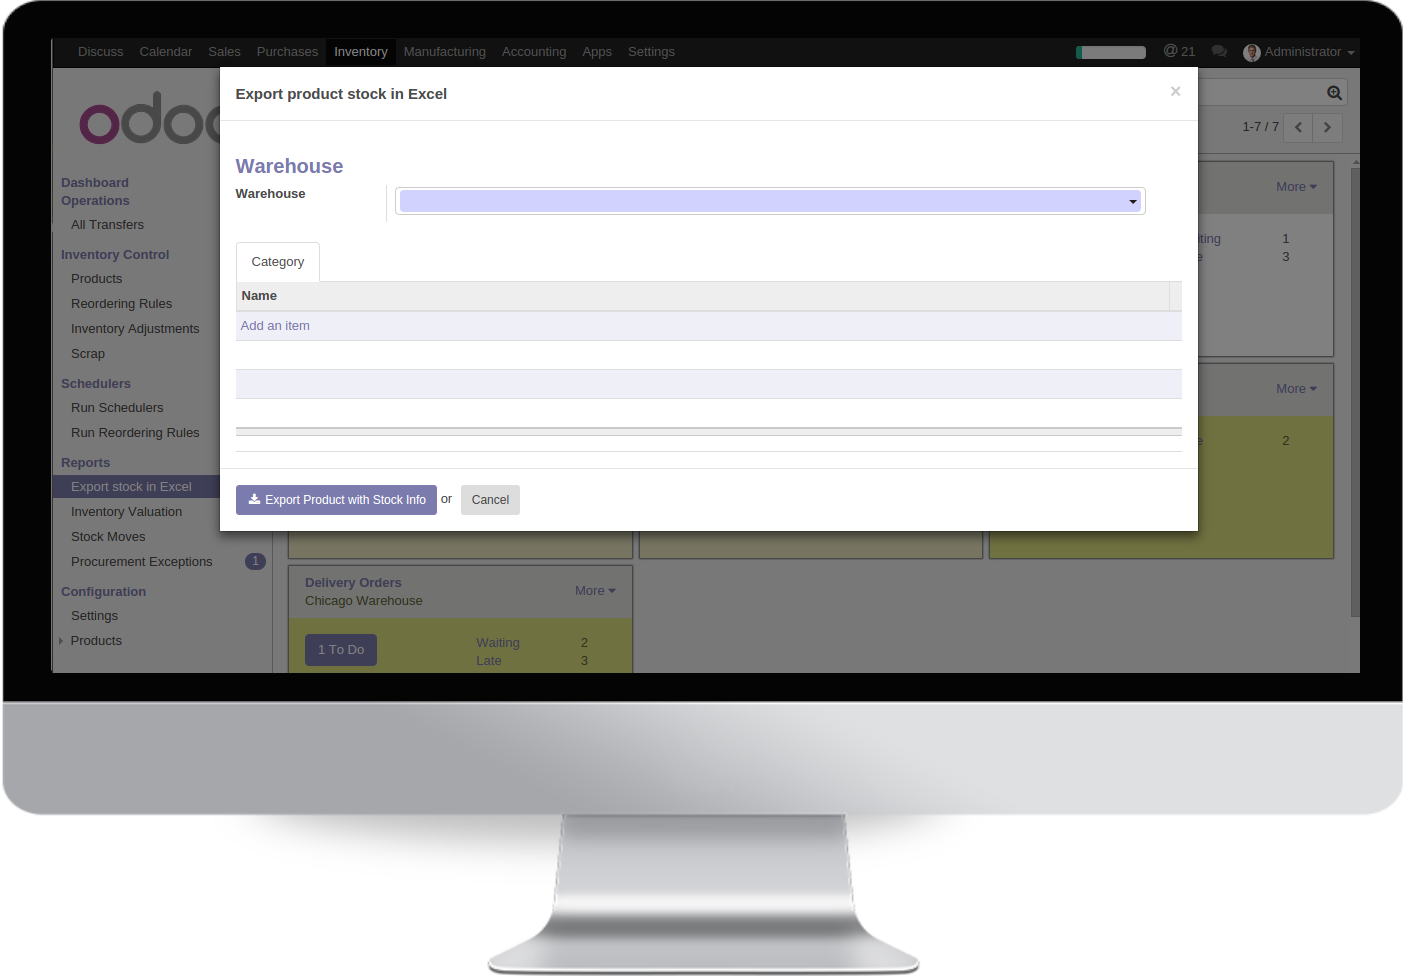 Discuss Calendar Sales Purchases Inventory Manufacturing Accounting Apps Settings @ 21 Administrator
Export product stock in Excel ×
odoo
1-7 / 7
Warehouse
Warehouse
Category
Name
Add an item
Export Product with Stock Info or Cancel
Dashboard
Operations
All Transfers
Inventory Control
Products
Reordering Rules
Inventory Adjustments
Scrap
Schedulers
Run Schedulers
Run Reordering Rules
Reports
Export stock in Excel
Inventory Valuation
Stock Moves
Procurement Exceptions 1
Configuration
Settings
Products
More
iting 1
e 3
More
e 2
Delivery Orders
More
Chicago Warehouse
1 To Do
Waiting 2
Late 3